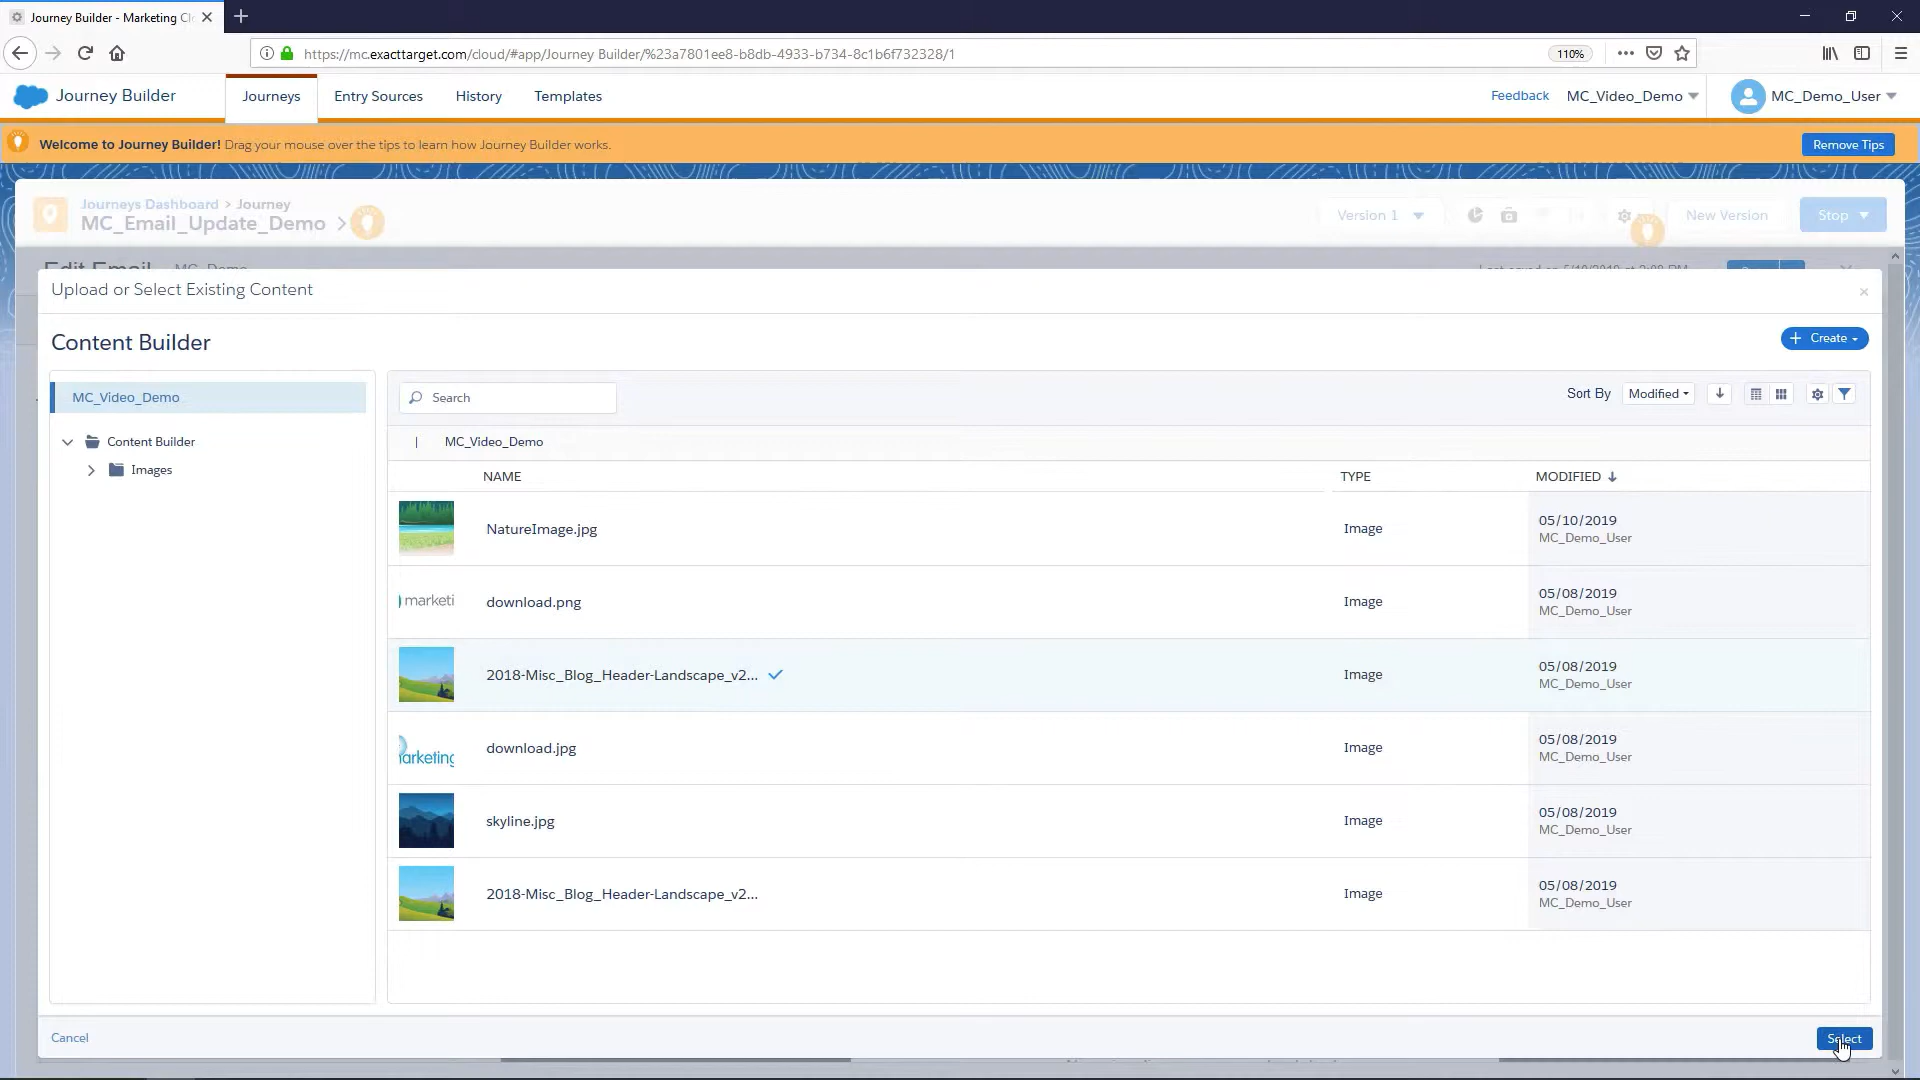 Journey Builder - Marketing Cl
https://mc.exacttarget.com/cloud/#app/Journey Builder/%23a7801ee8-b8db-4933-b734-8c1b6f732328/1
110%
Journey Builder
Journeys
Entry Sources
History
Templates
Feedback
MC_Video_Demo
MC_Demo_User
Welcome to Journey Builder! Drag your mouse over the tips to learn how Journey Builder works.
Remove Tips
Journeys Dashboard > Journey
MC_Email_Update_Demo >
Version 1
New Version
Stop
Edit Email
MC_Demo
Upload or Select Existing Content
Content Builder
+ Create
MC_Video_Demo
Content Builder
Images
Search
Sort By
Modified
| MC_Video_Demo
NAME
TYPE
MODIFIED
NatureImage.jpg
Image
05/10/2019
MC_Demo_User
marketi
download.png
Image
05/08/2019
MC_Demo_User
2018-Misc_Blog_Header-Landscape_v2...
Image
05/08/2019
MC_Demo_User
arketing
download.jpg
Image
05/08/2019
MC_Demo_User
skyline.jpg
Image
05/08/2019
MC_Demo_User
2018-Misc_Blog_Header-Landscape_v2...
Image
05/08/2019
MC_Demo_User
Cancel
Select